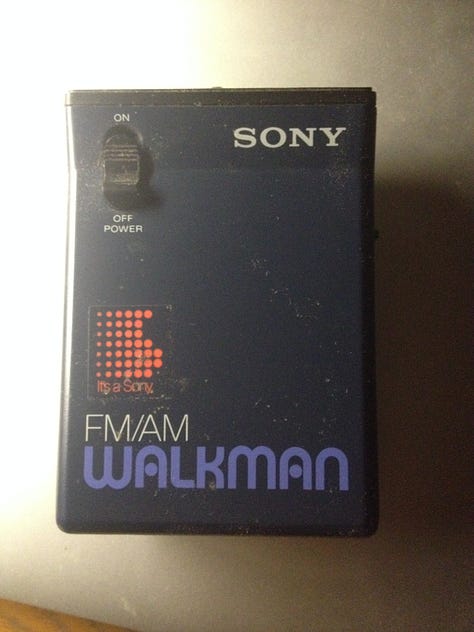 ON
SONY
OFF
POWER
It's a Sony.
FM/AM
WALKMAN